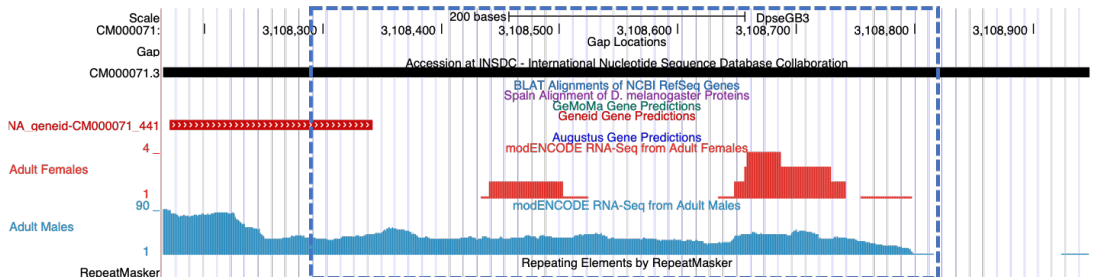 Scale 200 bases DpseGB3
CM000071: 3,108,300 3,108,400 3,108,500 3,108,600 3,108,700 3,108,800 3,108,900
Gap Locations
Gap
Accession at INSDC - International Nucleotide Sequence Database Collaboration
CM000071.3
BLAT Alignments of NCBI RefSeq Genes
Spaln Alignment of D. melanogaster Proteins
GeMoMa Gene Predictions
Geneid Gene Predictions
NA_geneid-CM000071_441
Augustus Gene Predictions
modENCODE RNA-Seq from Adult Females
4
Adult Females
1
modENCODE RNA-Seq from Adult Males
90
Adult Males
1
Repeating Elements by RepeatMasker
RepeatMasker